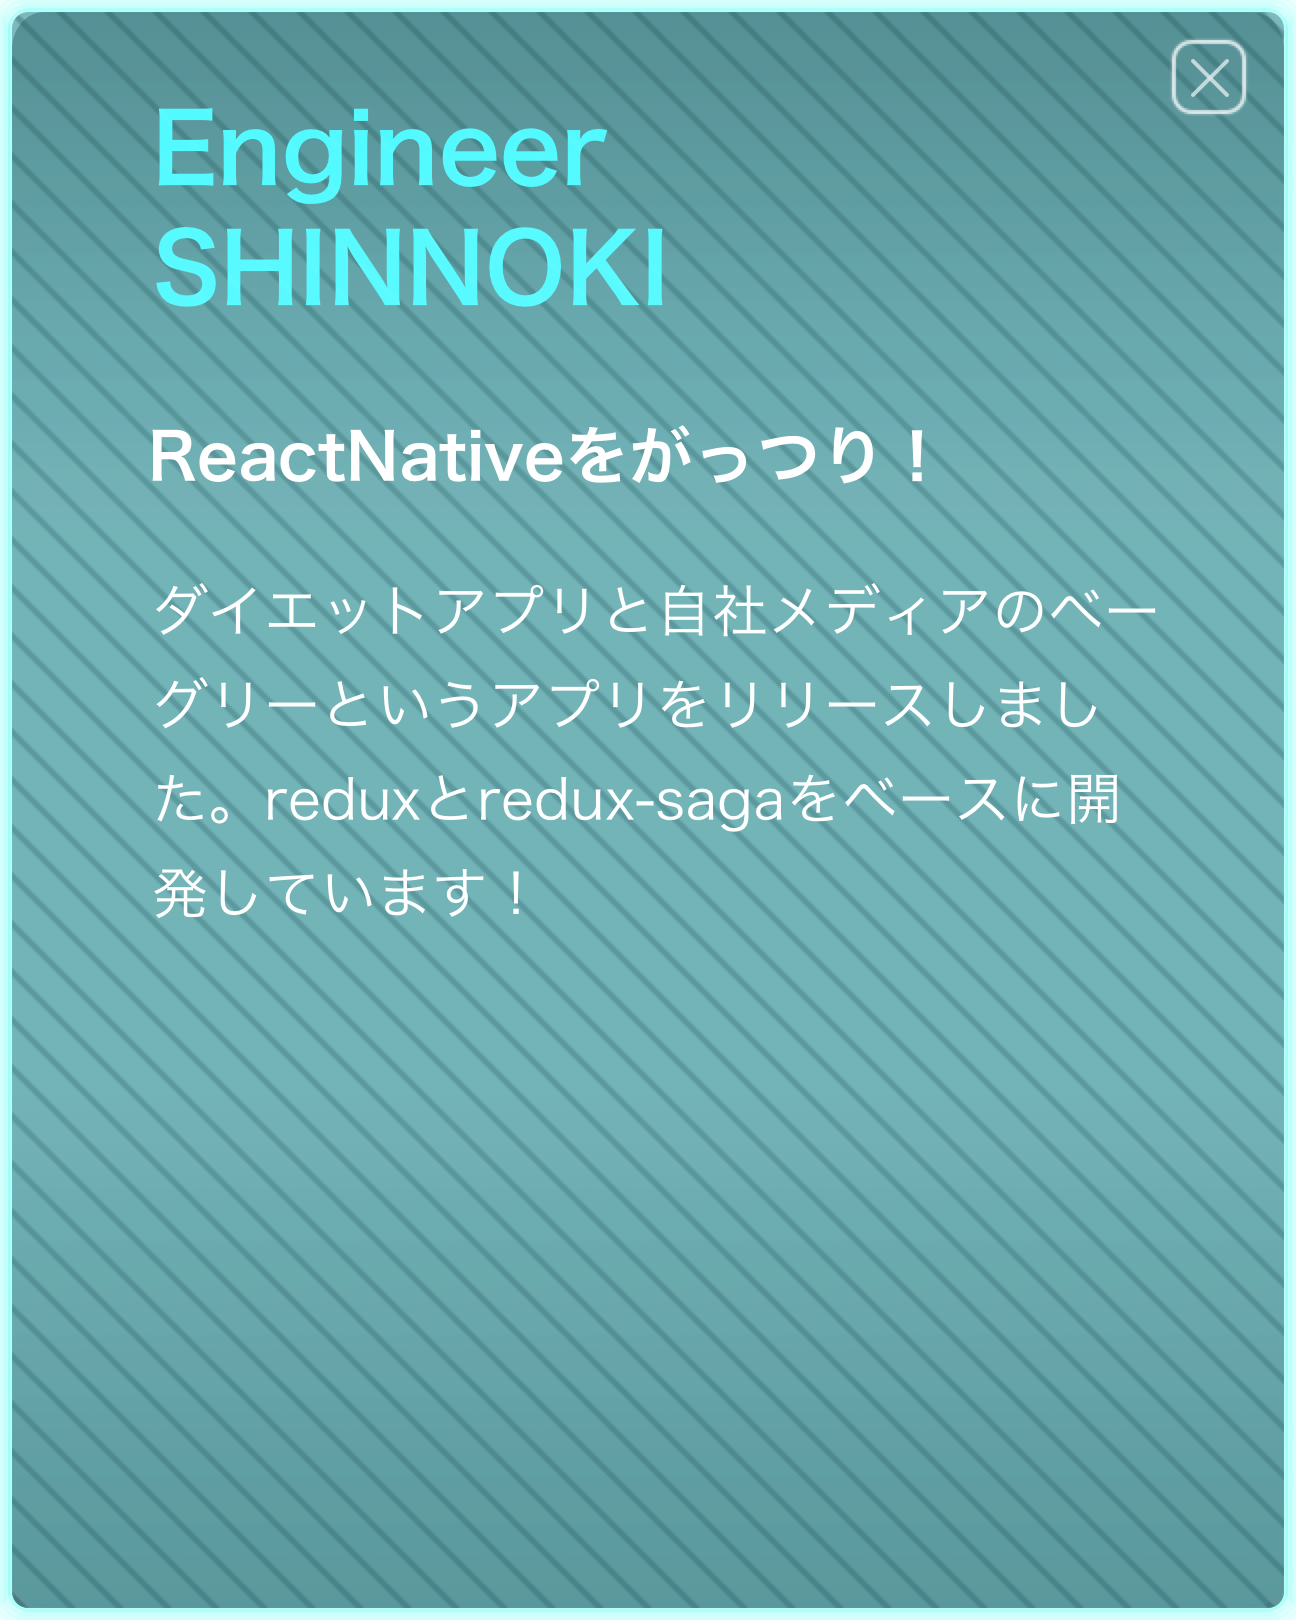 Engineer
SHINNOKI
ReactNativeをがっつり！
ダイエットアプリと自社メディアのべー
グリーというアプリをリリースしまし
た。reduxとredux-sagaをベースに開
発しています！